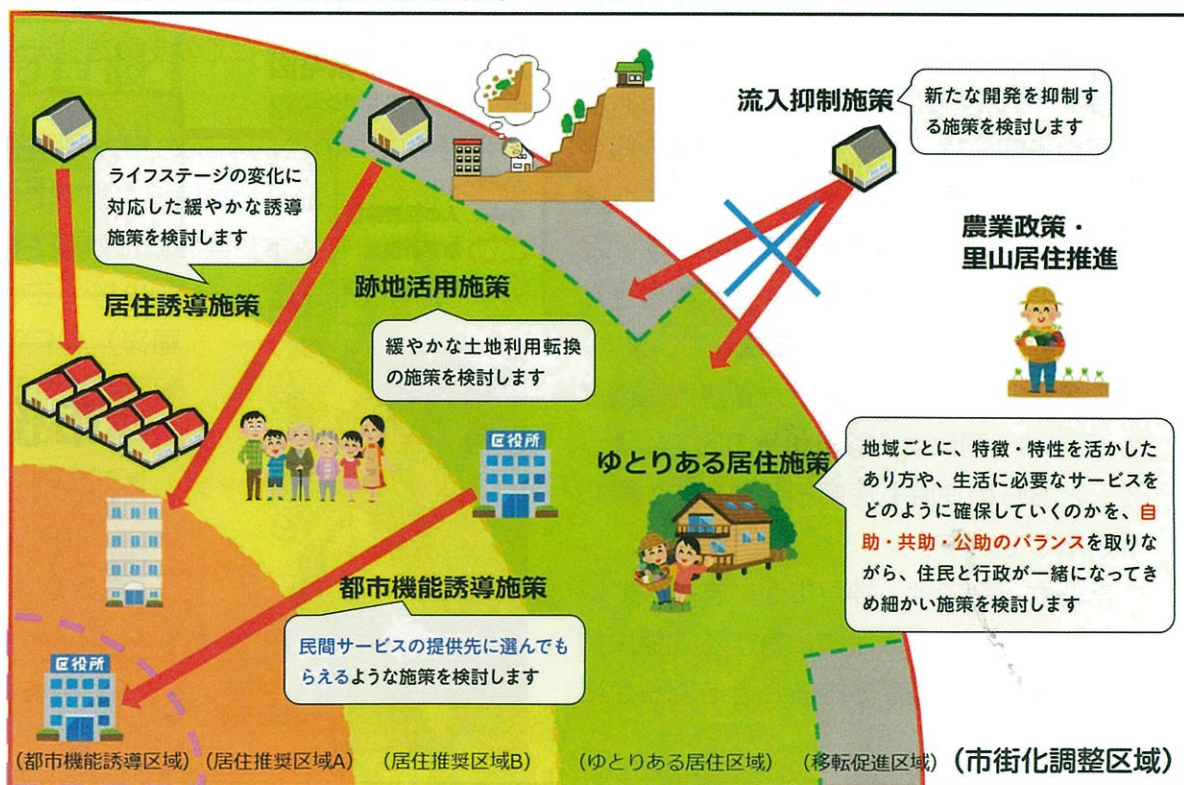 流入抑制施策
新たな開発を抑制す
る施策を検討します
ライフステージの変化に
対応した緩やかな誘導
施策を検討します
居住誘導施策
跡地活用施策
緩やかな土地利用転換
の施策を検討します
農業政策・
里山居住推進
区役所
ゆとりある居住施策
地域ごとに、特徴・特性を活かした
あり方や、生活に必要なサービスを
どのように確保していくのかを、自
助・共助・公助のバランスを取りな
がら、住民と行政が一緒になってき
め細かい施策を検討します
都市機能誘導施策
民間サービスの提供先に選んでも
らえるような施策を検討します
区役所
(都市機能誘導区域) (居住推奨区域A) (居住推奨区域B) (ゆとりある居住区域) (移転促進区域) (市街化調整区域)